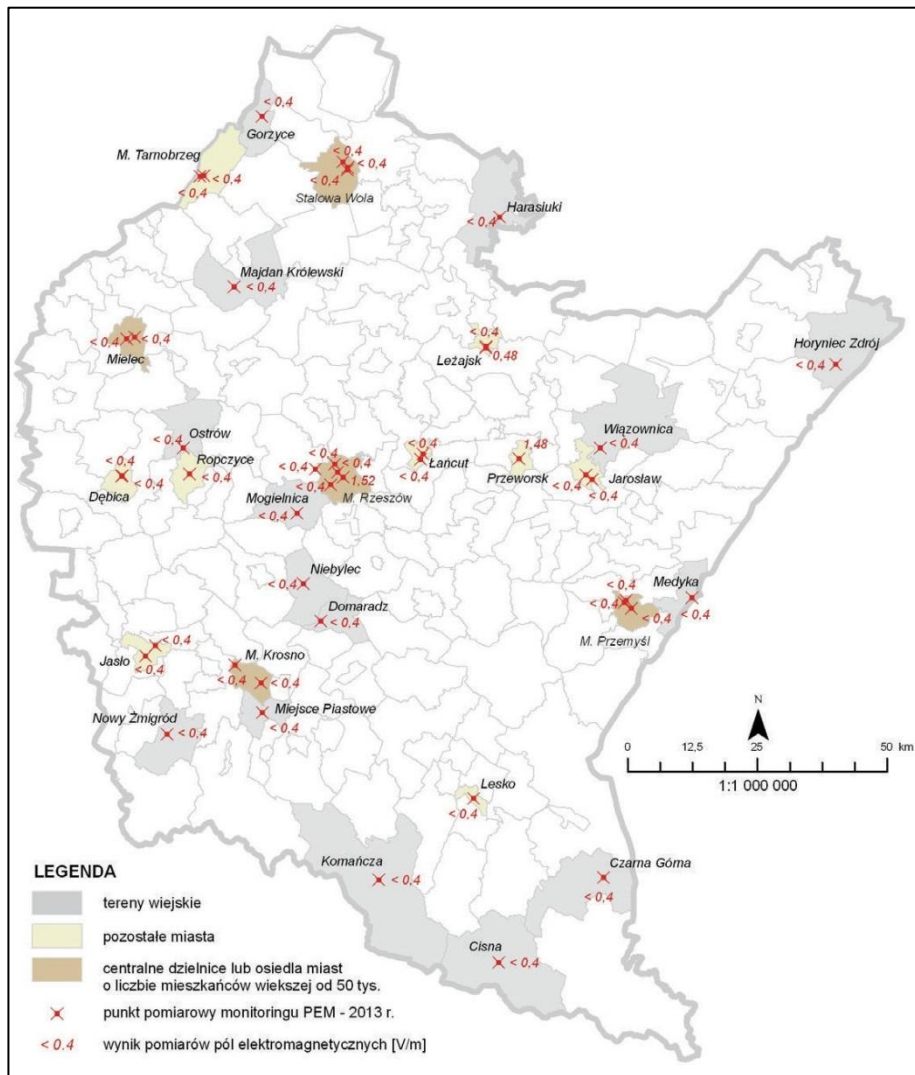 < 0,4
Gorzyce
M. Tarnobrzeg
< 0.4
< 0.4
< 0.4
< 0.4
< 0.4
Stalowa Wola
Harasiuki
< 0.4
Majdan Królewski
< 0,4
< 0.4
< 0.4
Mielec
< 0.4
Leżajsk
0,48
Horyniec Zdrój
< 0,4
Ostrów
< 0.4
Ropczyce
< 0.4
< 0.4
Dębica
< 0.4
< 0.4
< 0.4
1.52
< 0.4
M. Rzeszów
Mogielnica
< 0.4
< 0.4
Łańcut
< 0.4
1,48
Przeworsk
Wiązownica
< 0.4
< 0.4
Jarosław
< 0.4
Niebylec
< 0.4
Domaradz
< 0.4
< 0.4
Medyka
< 0.4
< 0.4
< 0.4
M. Przemyśl
< 0.4
Jasło
< 0.4
M. Krosno
< 0.4
< 0.4
Miejsce Piastowe
< 0.4
Nowy Żmigród
< 0.4
N
0 12,5 25 50 km
1:1 000 000
Lesko
< 0.4
Komańcza
< 0,4
Czarna Górna
< 0.4
Cisna
< 0,4
LEGENDA
tereny wiejskie
pozostałe miasta
centralne dzielnice lub osiedla miast
o liczbie mieszkańców wiekszej od 50 tys.
punkt pomiarowy monitoringu PEM - 2013 r.
< 0.4 wynik pomiarów pól elektromagnetycznych [V/m]